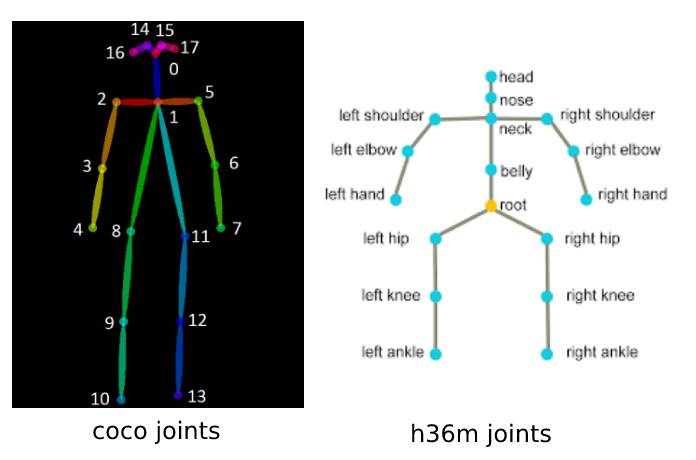 14 15
16 17
0
2 5
1
3 6
4 7
8 11
9 12
10 13
coco joints
head
nose
left shoulder right shoulder
neck
left elbow right elbow
belly
left hand right hand
root
left hip right hip
left knee right knee
left ankle right ankle
h36m joints